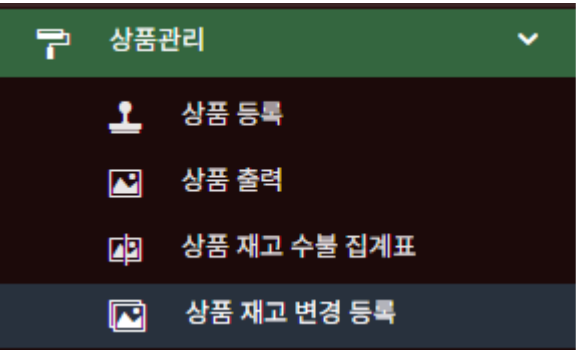 상품관리
상품 등록
상품 출력
상품 재고 수불 집계표
상품 재고 변경 등록